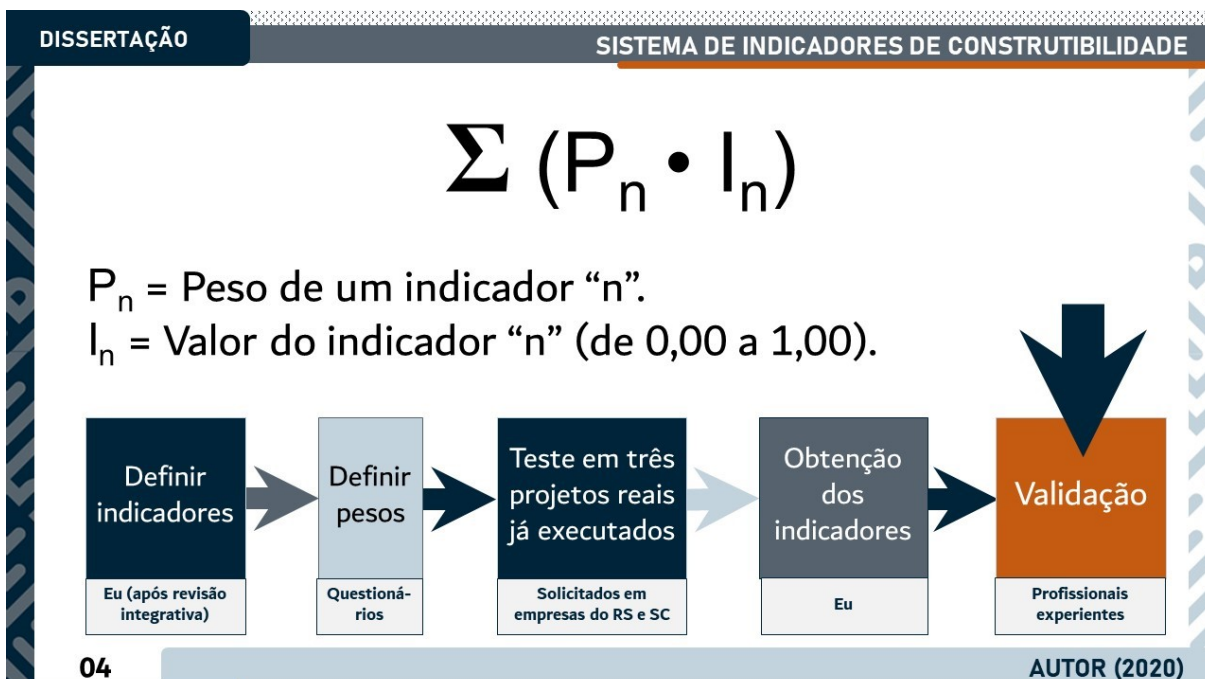 DISSERTAÇÃO
SISTEMA DE INDICADORES DE CONSTRUTIBILIDADE
Σ (Pn • In)
Pn = Peso de um indicador “n”.
In = Valor do indicador “n” (de 0,00 a 1,00).
Definir
indicadores
Eu (após revisão
integrativa)
Definir
pesos
Questioná-
rios
Teste em três
projetos reais
já executados
Solicitados em
empresas do RS e SC
Obtenção
dos
indicadores
Eu
Validação
Profissionais
experientes
04
AUTOR (2020)